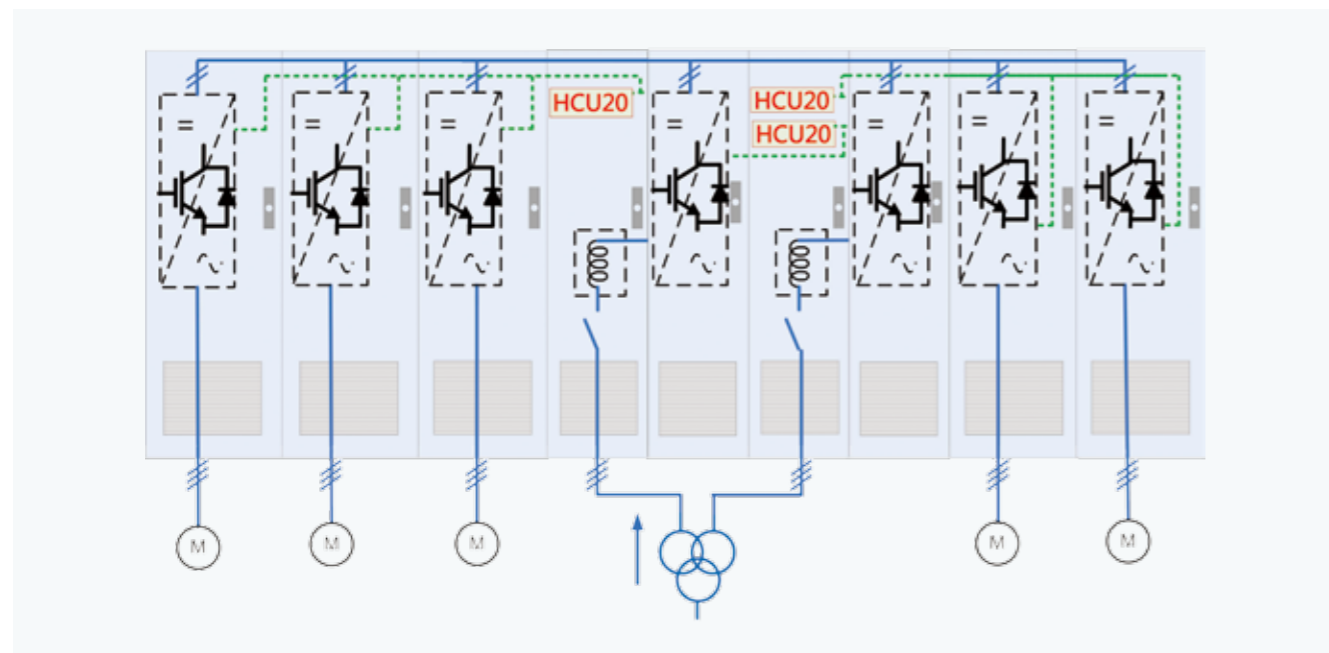 HCU20
HCU20
HCU20
=
=
=
=
=
=
=
M
M
M
M
M